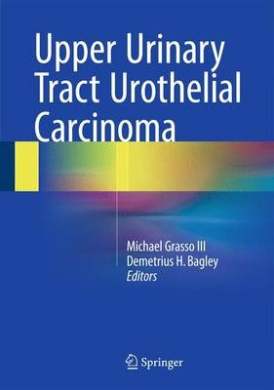 Upper Urinary
Tract Urothelial
Carcinoma
Michael Grasso III
Demetrius H. Bagley
Editors
Springer